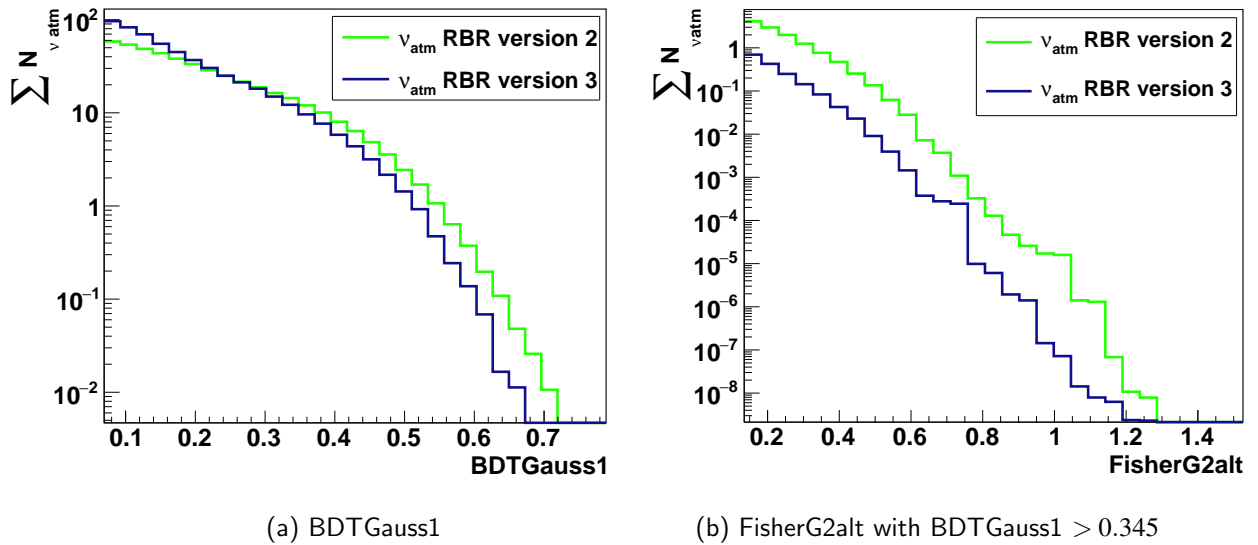 ∑ N ν atm
10²
10
1
10⁻¹
10⁻²
ν_atm RBR version 2
ν_atm RBR version 3
0.1 0.2 0.3 0.4 0.5 0.6 0.7
BDTGauss1
∑ N ν atm
1
10⁻¹
10⁻²
10⁻³
10⁻⁴
10⁻⁵
10⁻⁶
10⁻⁷
10⁻⁸
ν_atm RBR version 2
ν_atm RBR version 3
0.2 0.4 0.6 0.8 1 1.2 1.4
FisherG2alt
(a) BDTGauss1
(b) FisherG2alt with BDTGauss1 > 0.345